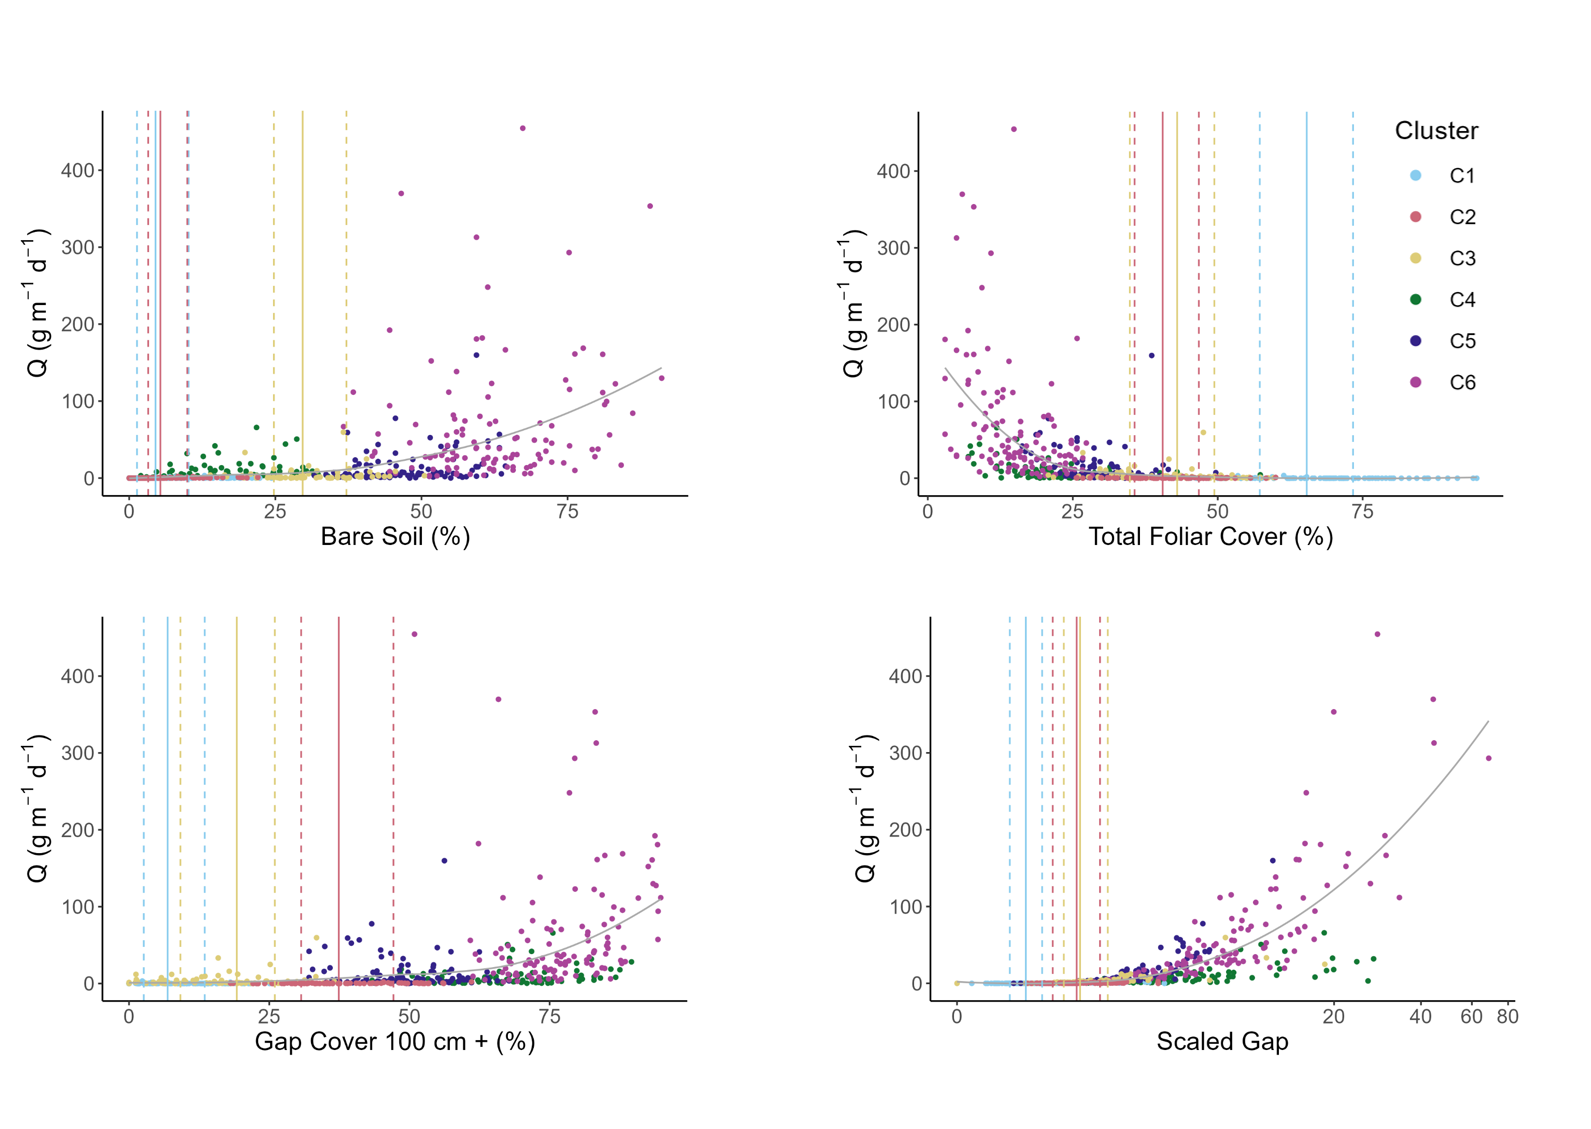 400
300
200
100
0
Q (g m⁻¹ d⁻¹)
0 25 50 75
Bare Soil (%)
400
300
200
100
0
Q (g m⁻¹ d⁻¹)
0 25 50 75
Total Foliar Cover (%)
Cluster
C1
C2
C3
C4
C5
C6
400
300
200
100
0
Q (g m⁻¹ d⁻¹)
0 25 50 75
Gap Cover 100 cm + (%)
400
300
200
100
0
Q (g m⁻¹ d⁻¹)
0 20 40 60 80
Scaled Gap